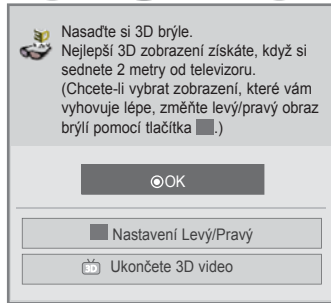 Nasaďte si 3D brýle.
Nejlepší 3D zobrazení získáte, když si
sednete 2 metry od televizoru.
(Chcete-li vybrat zobrazení, které vám
vyhovuje lépe, změňte levý/pravý obraz
brýlí pomocí tlačítka .)
OK
Nastavení Levý/Pravý
3D Ukončete 3D video